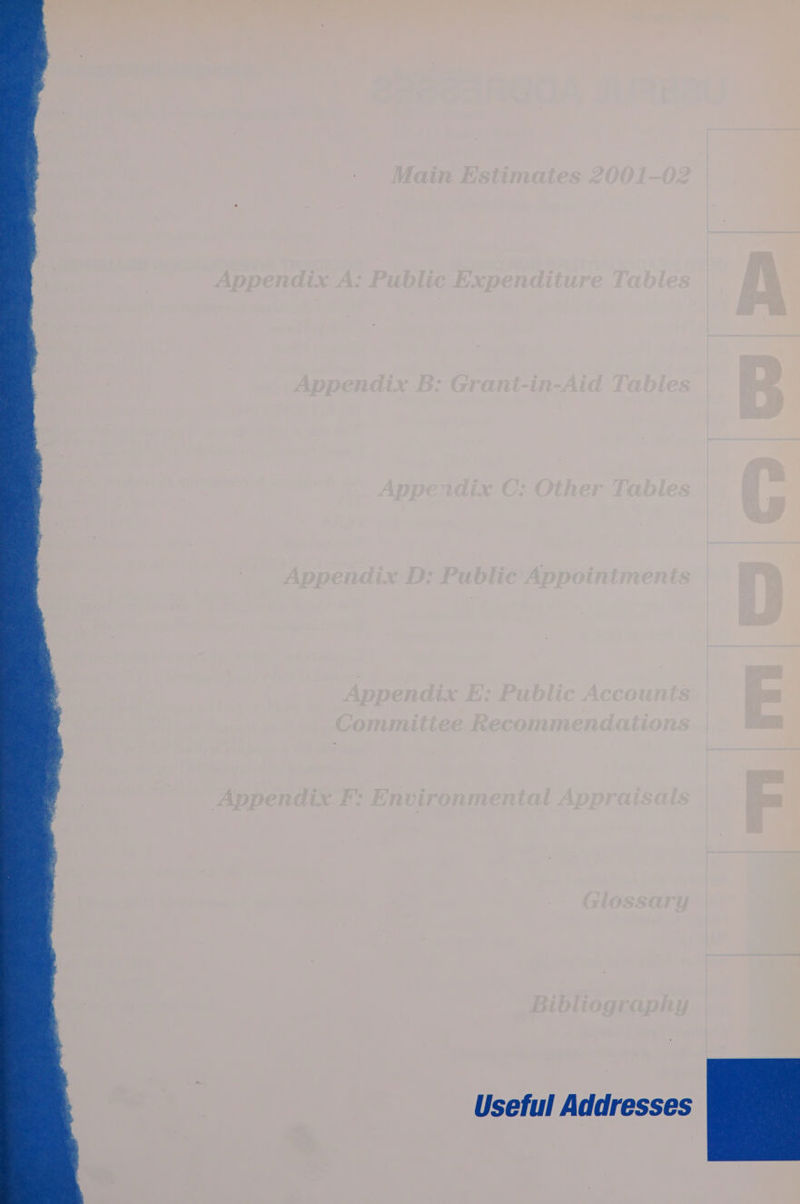 Main Estimates 2001–02
Appendix A: Public Expenditure Tables
A
Appendix B: Grant-in-Aid Tables
B
Appendix C: Other Tables
C
Appendix D: Public Appointments
D
Appendix E: Public Accounts
Committee Recommendations
E
Appendix F: Environmental Appraisals
F
Glossary
Bibliography
Useful Addresses